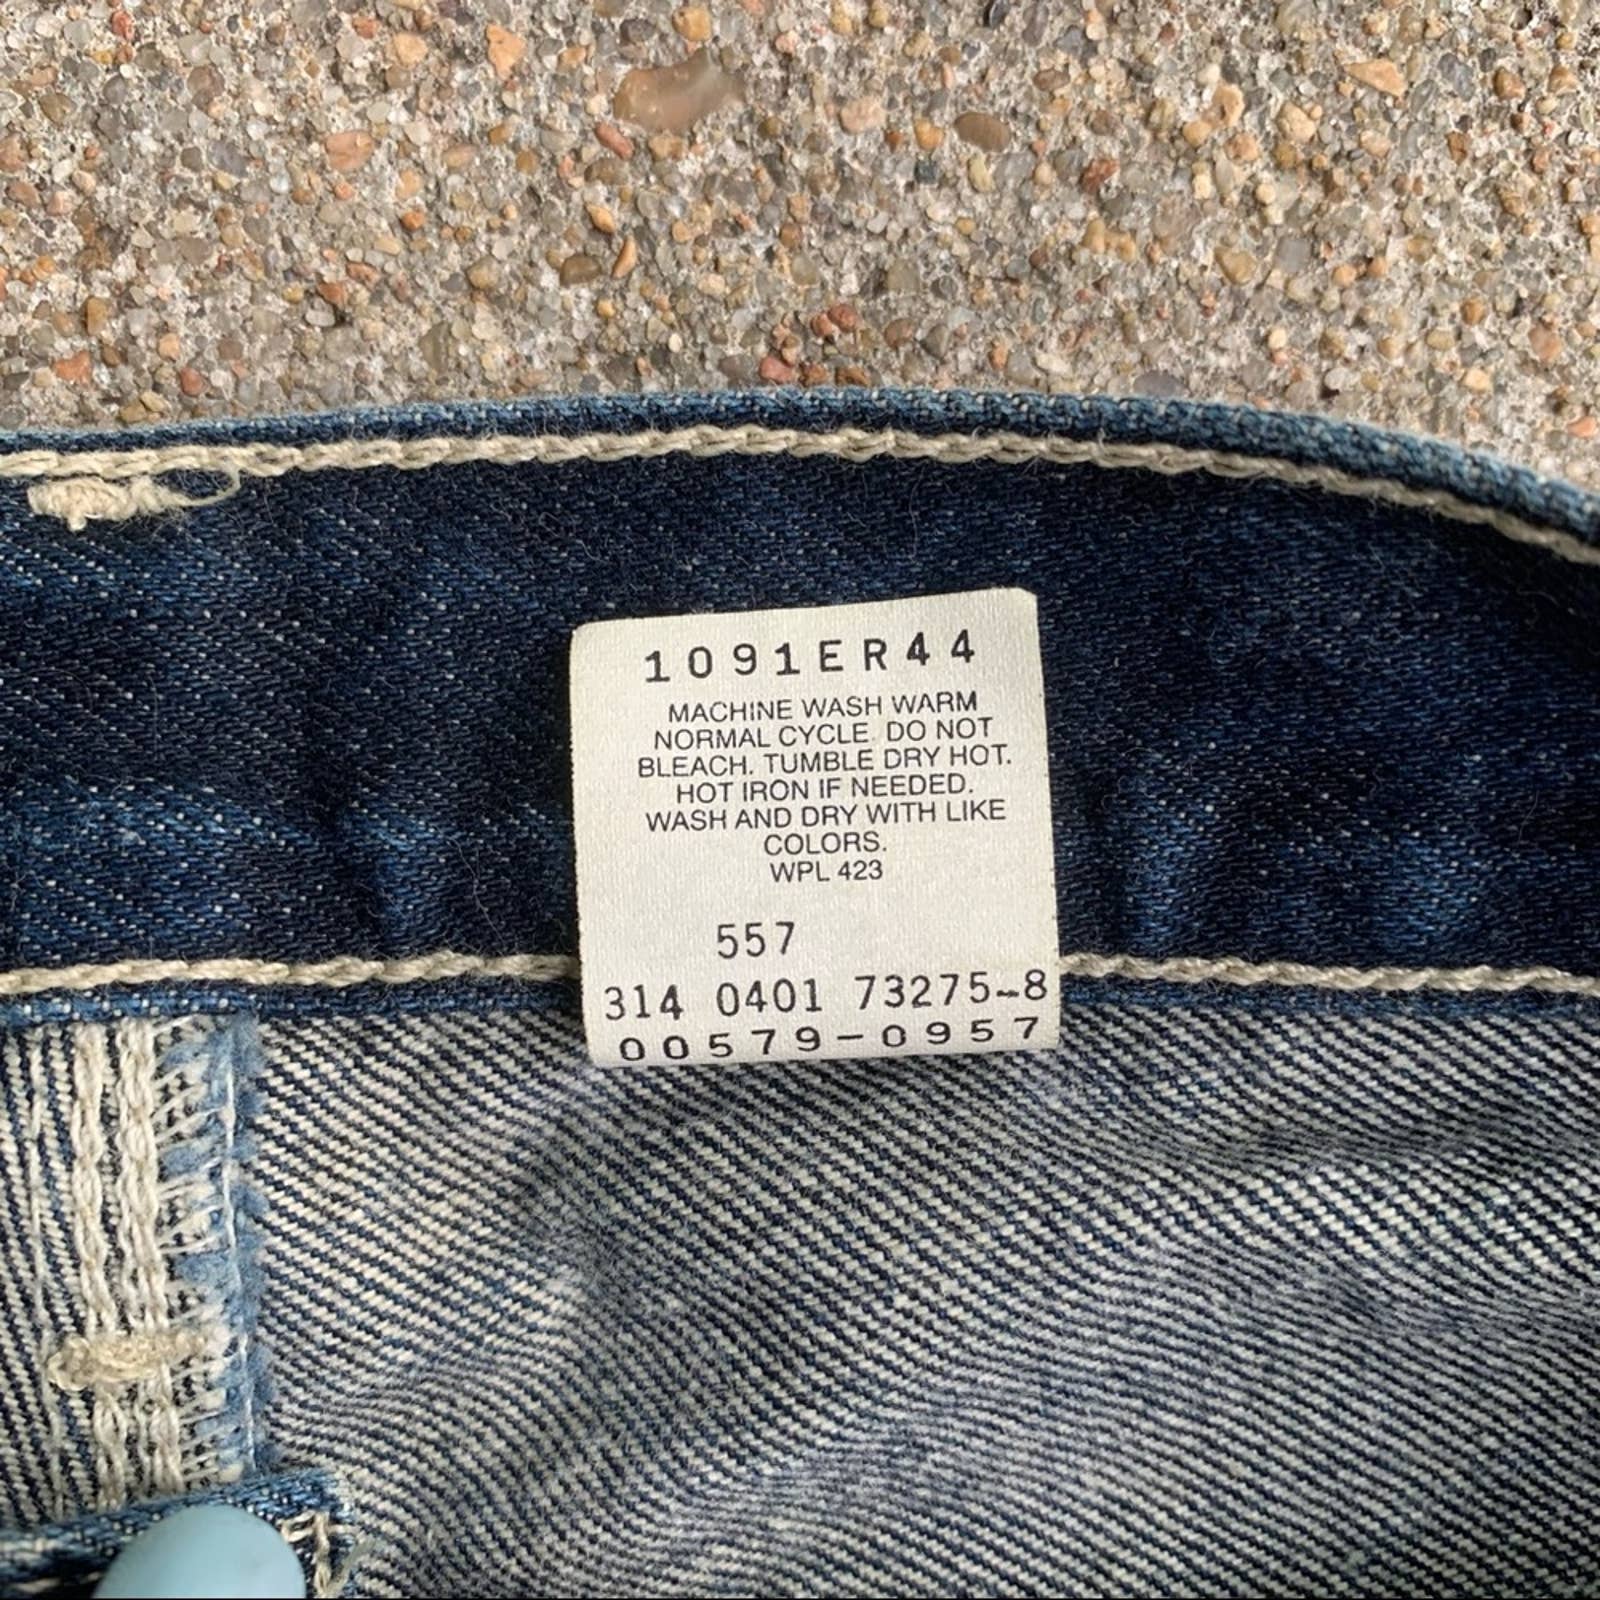 1091ER44
MACHINE WASH WARM
NORMAL CYCLE. DO NOT
BLEACH. TUMBLE DRY HOT.
HOT IRON IF NEEDED.
WASH AND DRY WITH LIKE
COLORS.
WPL 423
557
314 0401 73275-8
00579-0957